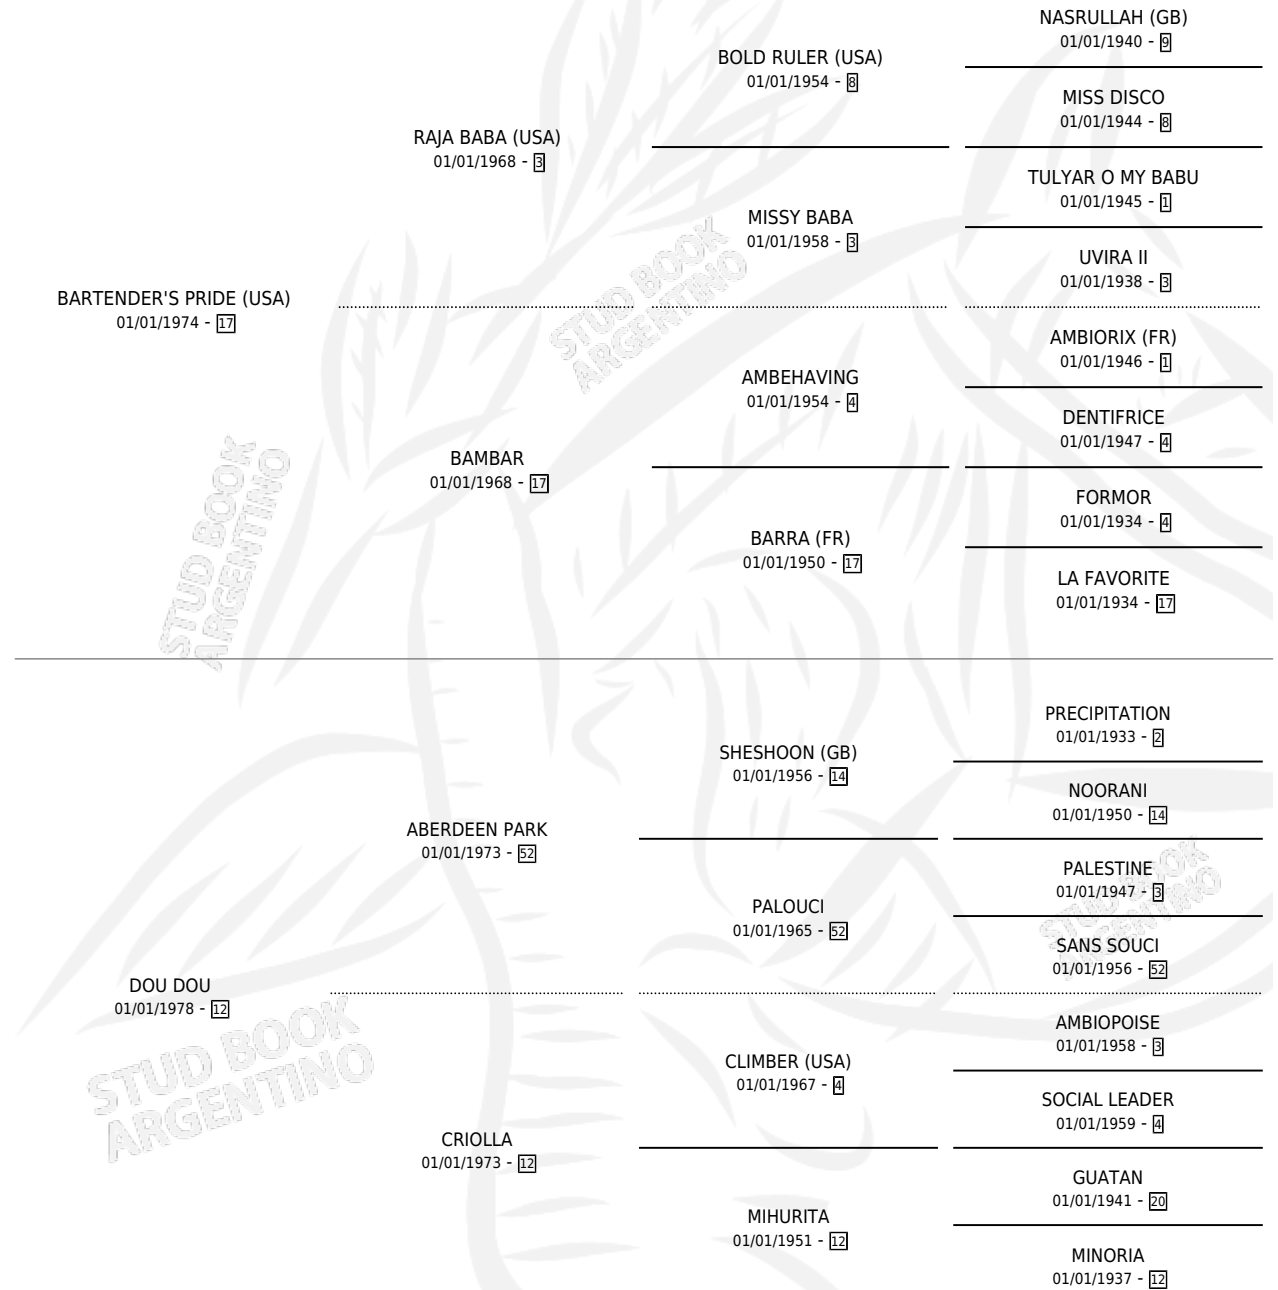 NASRULLAH (GB)
01/01/1940 - 9
BOLD RULER (USA)
01/01/1954 - 8
MISS DISCO
01/01/1944 - 8
RAJA BABA (USA)
01/01/1968 - 3
TULYAR O MY BABU
01/01/1945 - 1
MISSY BABA
01/01/1958 - 3
UVIRA II
01/01/1938 - 3
BARTENDER'S PRIDE (USA)
01/01/1974 - 17
AMBIORIX (FR)
01/01/1946 - 1
AMBEHAVING
01/01/1954 - 4
DENTIFRICE
01/01/1947 - 4
BAMBAR
01/01/1968 - 17
FORMOR
01/01/1934 - 4
BARRA (FR)
01/01/1950 - 17
LA FAVORITE
01/01/1934 - 17
PRECIPITATION
01/01/1933 - 2
SHESHOON (GB)
01/01/1956 - 14
NOORANI
01/01/1950 - 14
ABERDEEN PARK
01/01/1973 - 52
PALESTINE
01/01/1947 - 3
PALOUCI
01/01/1965 - 52
SANS SOUCI
01/01/1956 - 52
DOU DOU
01/01/1978 - 12
AMBIOPOISE
01/01/1958 - 3
CLIMBER (USA)
01/01/1967 - 4
SOCIAL LEADER
01/01/1959 - 4
CRIOLLA
01/01/1973 - 12
GUATAN
01/01/1941 - 20
MIHURITA
01/01/1951 - 12
MINORIA
01/01/1937 - 12
STUD BOOK
ARGENTINO
STUD BOOK
ARGENTINO
STUD BOOK
ARGENTINO
STUD BOOK
ARGENTINO